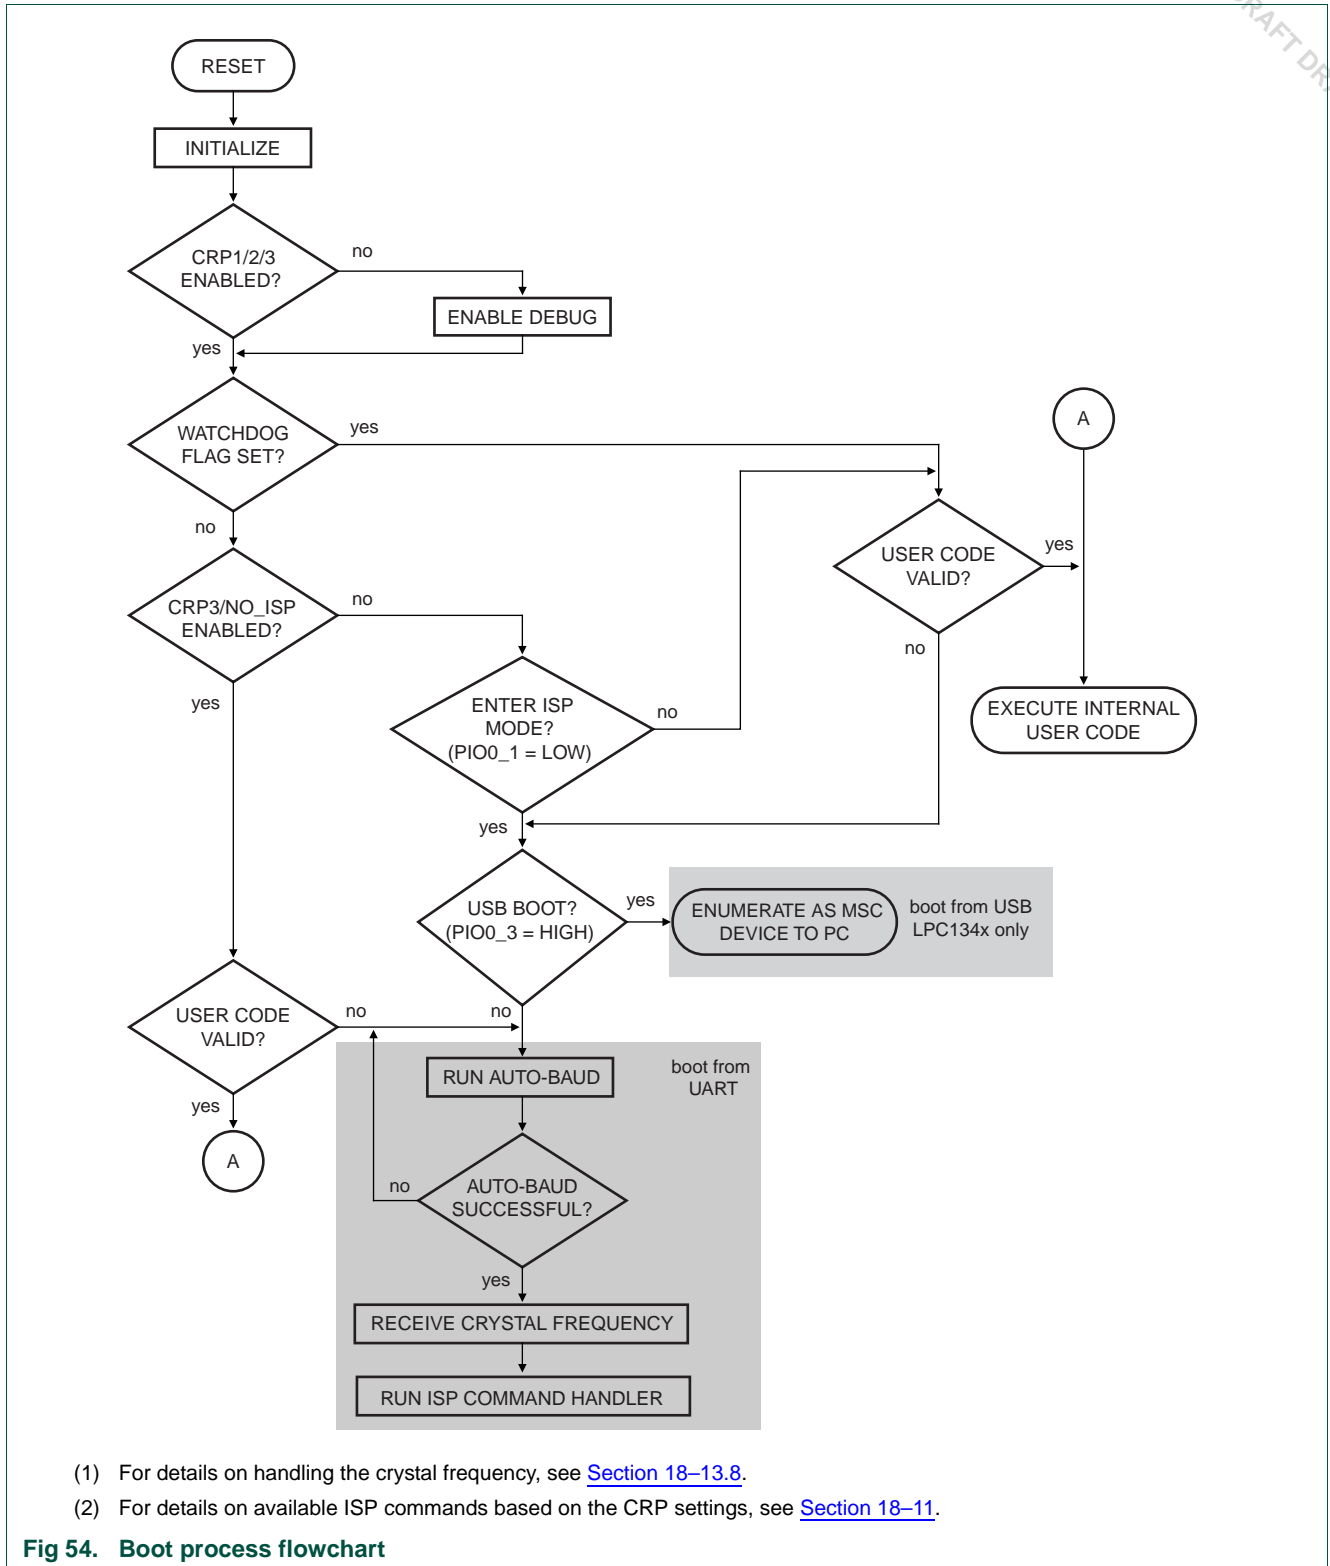 DRAFT DRA
RESET
INITIALIZE
CRP1/2/3
ENABLED?
no
ENABLE DEBUG
yes
WATCHDOG
FLAG SET?
yes
A
no
USER CODE
VALID?
yes
CRP3/NO_ISP
ENABLED?
no
no
yes
ENTER ISP
MODE?
(PIO0_1 = LOW)
no
EXECUTE INTERNAL
USER CODE
yes
USB BOOT?
(PIO0_3 = HIGH)
yes
ENUMERATE AS MSC
DEVICE TO PC
boot from USB
LPC134x only
USER CODE
VALID?
no
no
RUN AUTO-BAUD
boot from
UART
yes
A
AUTO-BAUD
SUCCESSFUL?
no
yes
RECEIVE CRYSTAL FREQUENCY
RUN ISP COMMAND HANDLER
(1) For details on handling the crystal frequency, see Section 18–13.8.
(2) For details on available ISP commands based on the CRP settings, see Section 18–11.
Fig 54. Boot process flowchart